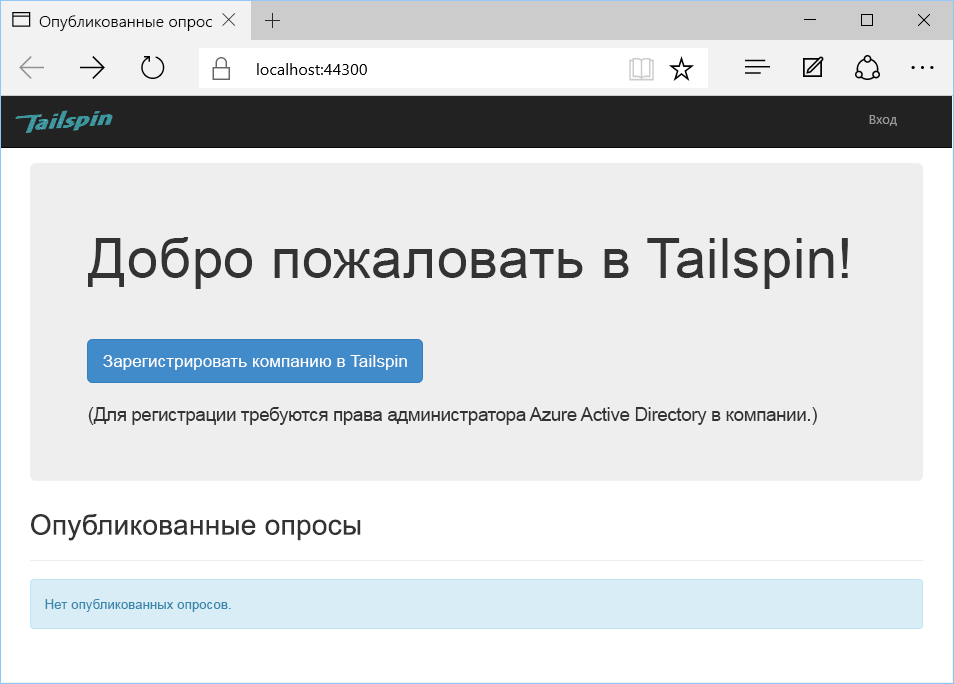 Опубликованные опрос
localhost:44300
Tailspin
Вход
Добро пожаловать в Tailspin!
Зарегистрировать компанию в Tailspin
(Для регистрации требуются права администратора Azure Active Directory в компании.)
Опубликованные опросы
Нет опубликованных опросов.